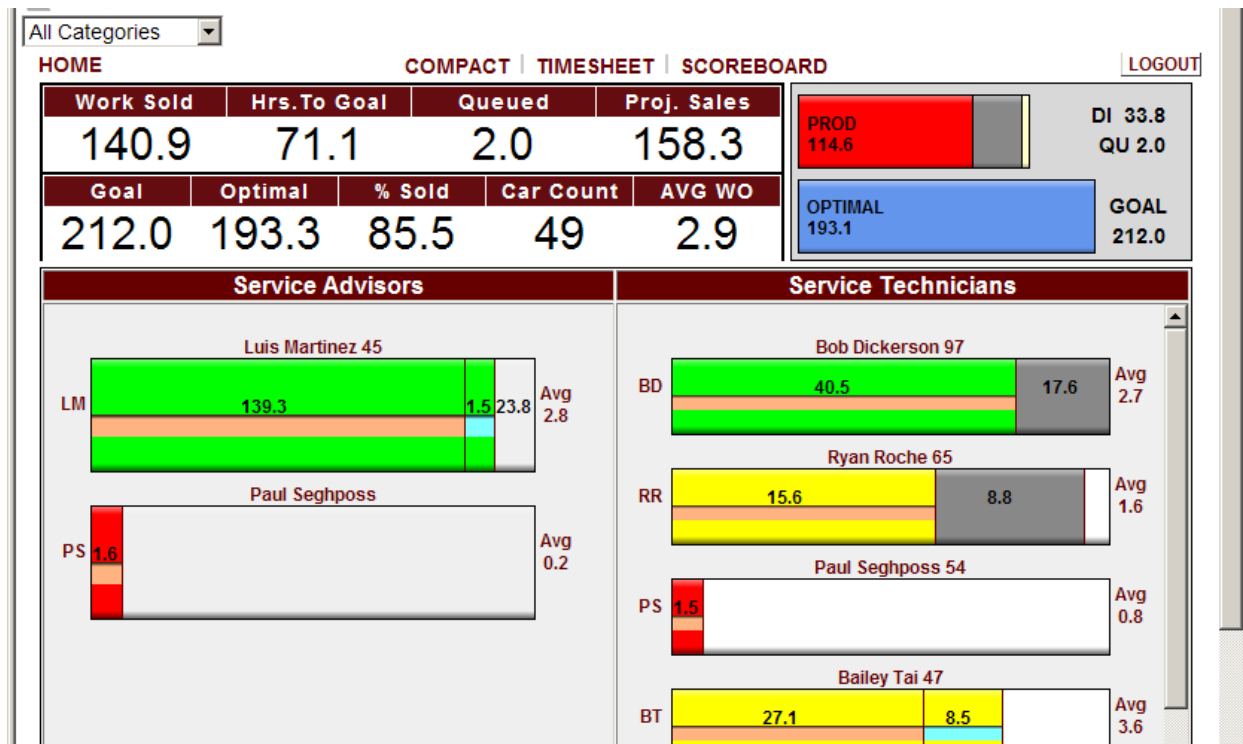 All Categories
HOME COMPACT TIMESHEET SCOREBOARD LOGOUT
Work Sold Hrs.To Goal Queued Proj. Sales
140.9 71.1 2.0 158.3
Goal Optimal % Sold Car Count AVG WO
212.0 193.3 85.5 49 2.9
PROD
114.6
DI 33.8
QU 2.0
OPTIMAL
193.1
GOAL
212.0
Service Advisors
Luis Martinez 45
LM 139.3 1.5 23.8 Avg
2.8
Paul Seghposs
PS 1.6 Avg
0.2
Service Technicians
Bob Dickerson 97
BD 40.5 17.6 Avg
2.7
Ryan Roche 65
RR 15.6 8.8 Avg
1.6
Paul Seghposs 54
PS 1.5 Avg
0.8
Bailey Tai 47
BT 27.1 8.5 Avg
3.6